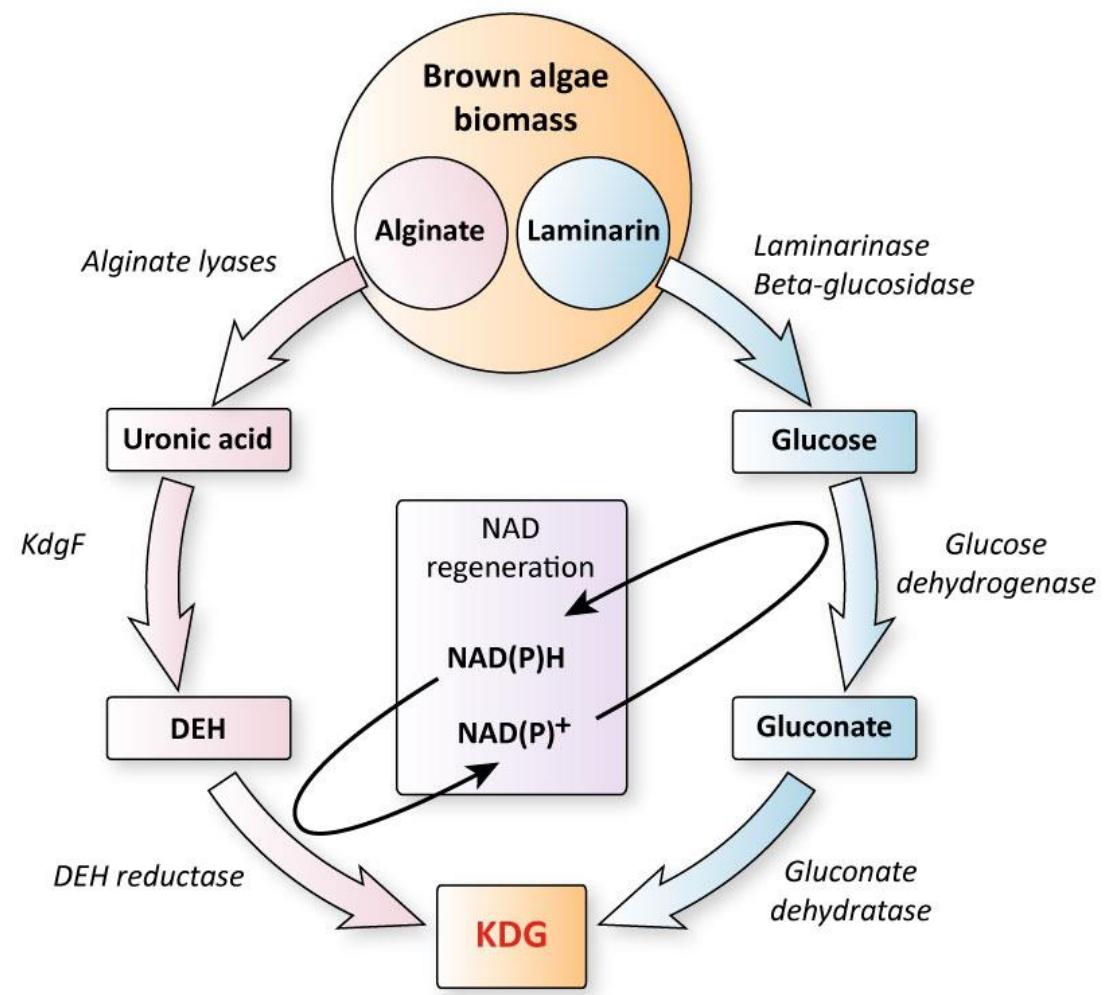 Brown algae
biomass
Alginate
Laminarin
Alginate lyases
Laminarinase
Beta-glucosidase
Uronic acid
Glucose
KdgF
NAD
regeneration
Glucose
dehydrogenase
NAD(P)H
NAD(P)⁺
DEH
Gluconate
DEH reductase
Gluconate
dehydratase
KDG